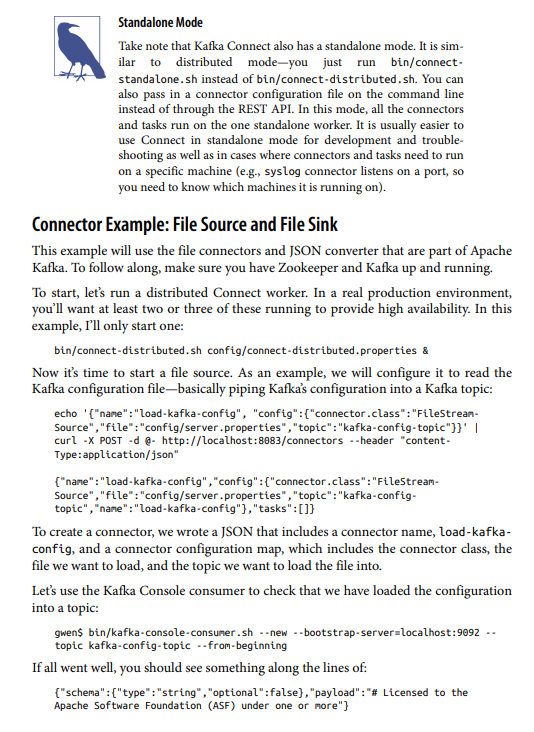 Standalone Mode
Take note that Kafka Connect also has a standalone mode. It is sim-
ilar to distributed mode—you just run bin/connect-
standalone.sh instead of bin/connect-distributed.sh. You can
also pass in a connector configuration file on the command line
instead of through the REST API. In this mode, all the connectors
and tasks run on the one standalone worker. It is usually easier to
use Connect in standalone mode for development and trouble-
shooting as well as in cases where connectors and tasks need to run
on a specific machine (e.g., syslog connector listens on a port, so
you need to know which machines it is running on).
Connector Example: File Source and File Sink
This example will use the file connectors and JSON converter that are part of Apache
Kafka. To follow along, make sure you have Zookeeper and Kafka up and running.
To start, let’s run a distributed Connect worker. In a real production environment,
you’ll want at least two or three of these running to provide high availability. In this
example, I’ll only start one:
bin/connect-distributed.sh config/connect-distributed.properties &
Now it’s time to start a file source. As an example, we will configure it to read the
Kafka configuration file—basically piping Kafka’s configuration into a Kafka topic:
echo '{"name":"load-kafka-config", "config":{"connector.class":"FileStream-
Source","file":"config/server.properties","topic":"kafka-config-topic"}}' |
curl -X POST -d @- http://localhost:8083/connectors --header "content-
Type:application/json"
{"name":"load-kafka-config","config":{"connector.class":"FileStream-
Source","file":"config/server.properties","topic":"kafka-config-
topic","name":"load-kafka-config"},"tasks":[]}
To create a connector, we wrote a JSON that includes a connector name, load-kafka-
config, and a connector configuration map, which includes the connector class, the
file we want to load, and the topic we want to load the file into.
Let’s use the Kafka Console consumer to check that we have loaded the configuration
into a topic:
gwen$ bin/kafka-console-consumer.sh --new --bootstrap-server=localhost:9092 --
topic kafka-config-topic --from-beginning
If all went well, you should see something along the lines of:
{"schema":{"type":"string","optional":false},"payload":"# Licensed to the
Apache Software Foundation (ASF) under one or more"}